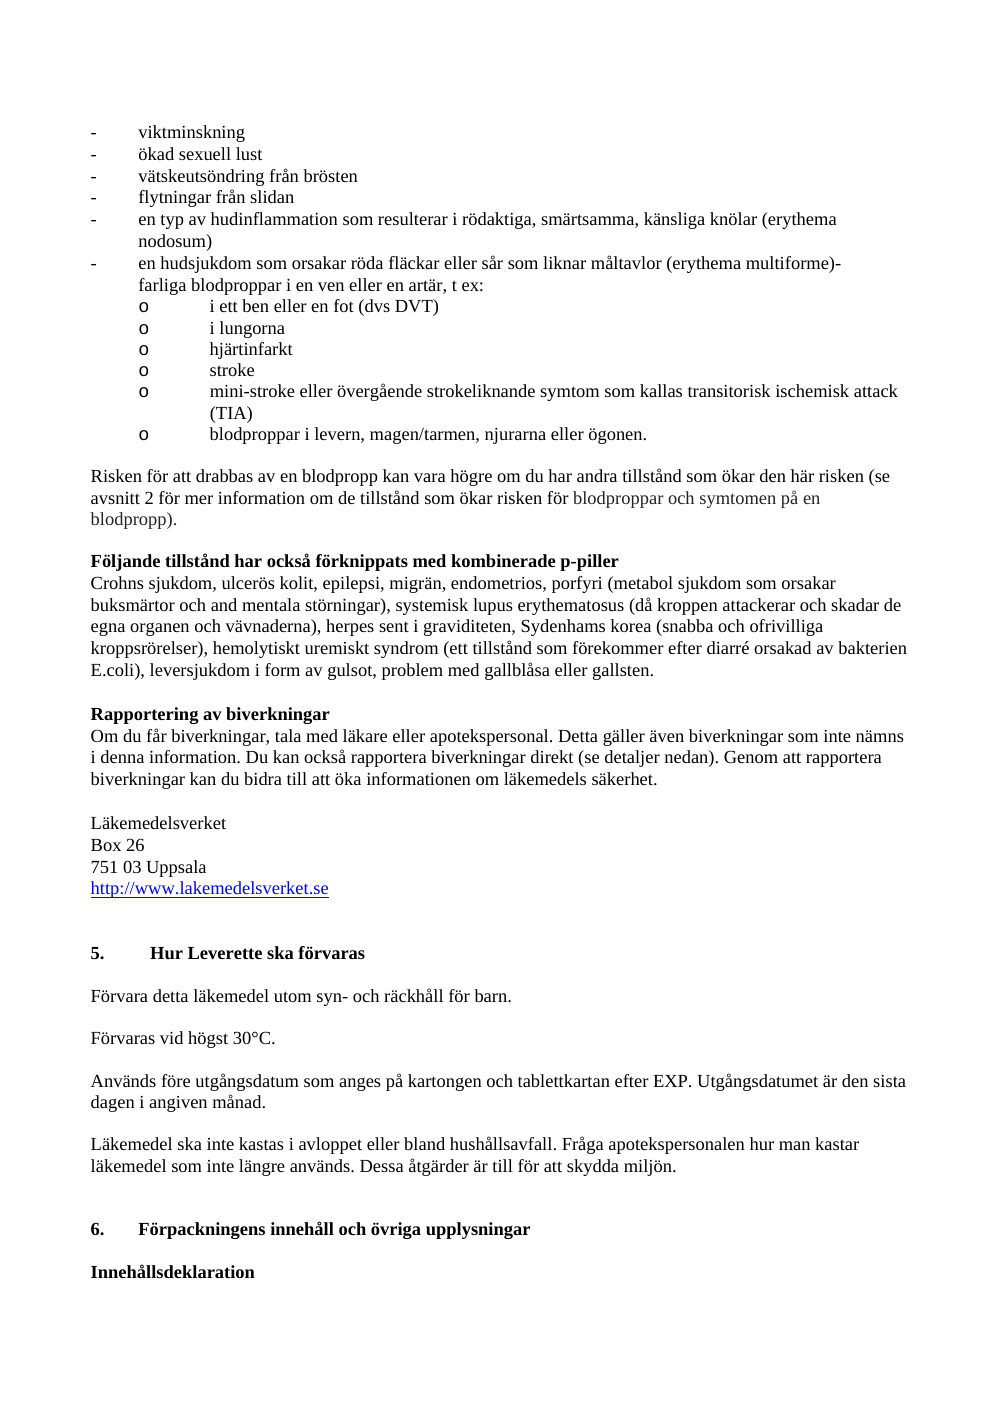 - viktminskning
- ökad sexuell lust
- vätskeutsöndring från brösten
- flytningar från slidan
- en typ av hudinflammation som resulterar i rödaktiga, smärtsamma, känsliga knölar (erythema
nodosum)
- en hudsjukdom som orsakar röda fläckar eller sår som liknar måltavlor (erythema multiforme)-
farliga blodproppar i en ven eller en artär, t ex:
o i ett ben eller en fot (dvs DVT)
o i lungorna
o hjärtinfarkt
o stroke
o mini-stroke eller övergående strokeliknande symtom som kallas transitorisk ischemisk attack
(TIA)
o blodproppar i levern, magen/tarmen, njurarna eller ögonen.
Risken för att drabbas av en blodpropp kan vara högre om du har andra tillstånd som ökar den här risken (se
avsnitt 2 för mer information om de tillstånd som ökar risken för blodproppar och symtomen på en
blodpropp).
Följande tillstånd har också förknippats med kombinerade p-piller
Crohns sjukdom, ulcerös kolit, epilepsi, migrän, endometrios, porfyri (metabol sjukdom som orsakar
buksmärtor och and mentala störningar), systemisk lupus erythematosus (då kroppen attackerar och skadar de
egna organen och vävnaderna), herpes sent i graviditeten, Sydenhams korea (snabba och ofrivilliga
kroppsrörelser), hemolytiskt uremiskt syndrom (ett tillstånd som förekommer efter diarré orsakad av bakterien
E.coli), leversjukdom i form av gulsot, problem med gallblåsa eller gallsten.
Rapportering av biverkningar
Om du får biverkningar, tala med läkare eller apotekspersonal. Detta gäller även biverkningar som inte nämns
i denna information. Du kan också rapportera biverkningar direkt (se detaljer nedan). Genom att rapportera
biverkningar kan du bidra till att öka informationen om läkemedels säkerhet.
Läkemedelsverket
Box 26
751 03 Uppsala
http://www.lakemedelsverket.se
5. Hur Leverette ska förvaras
Förvara detta läkemedel utom syn- och räckhåll för barn.
Förvaras vid högst 30°C.
Används före utgångsdatum som anges på kartongen och tablettkartan efter EXP. Utgångsdatumet är den sista
dagen i angiven månad.
Läkemedel ska inte kastas i avloppet eller bland hushållsavfall. Fråga apotekspersonalen hur man kastar
läkemedel som inte längre används. Dessa åtgärder är till för att skydda miljön.
6. Förpackningens innehåll och övriga upplysningar
Innehållsdeklaration